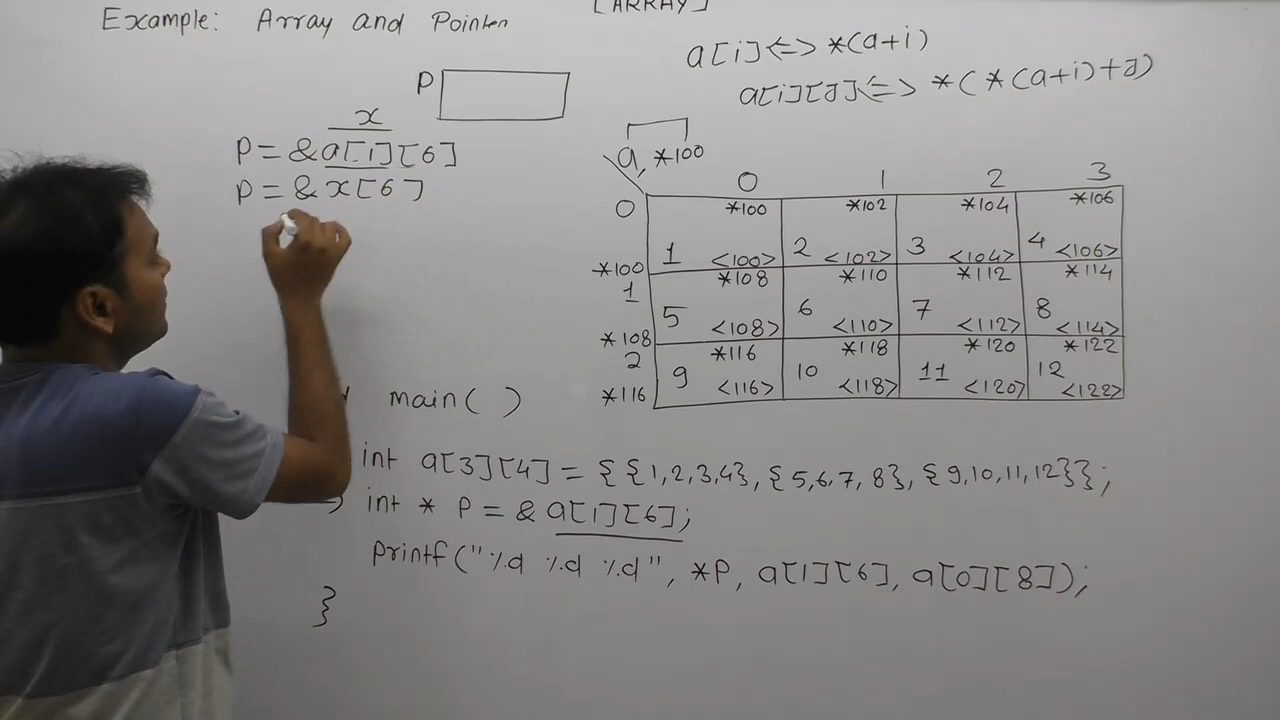 [ARRAY]
Example: Array and Pointer
a[i] <=> *(a+i)
a[i][j] <=> *(*(a+i)+j)
P
x
P = & a[1][6]
P = & x[6]
a, *100
0 1 2 3
0 *100 *102 *104 *106
1 <100> 2 <102> 3 <104> 4 <106>
*100
1 *108 *110 *112 *114
5 <108> 6 <110> 7 <112> 8 <114>
*108
2 *116 *118 *120 *122
9 <116> 10 <118> 11 <120> 12 <122>
*116
main( )
int a[3][4] = { {1,2,3,4}, {5,6,7,8}, {9,10,11,12}};
int * P = & a[1][6];
printf("%d %d %d", *P, a[1][6], a[0][8]);
}